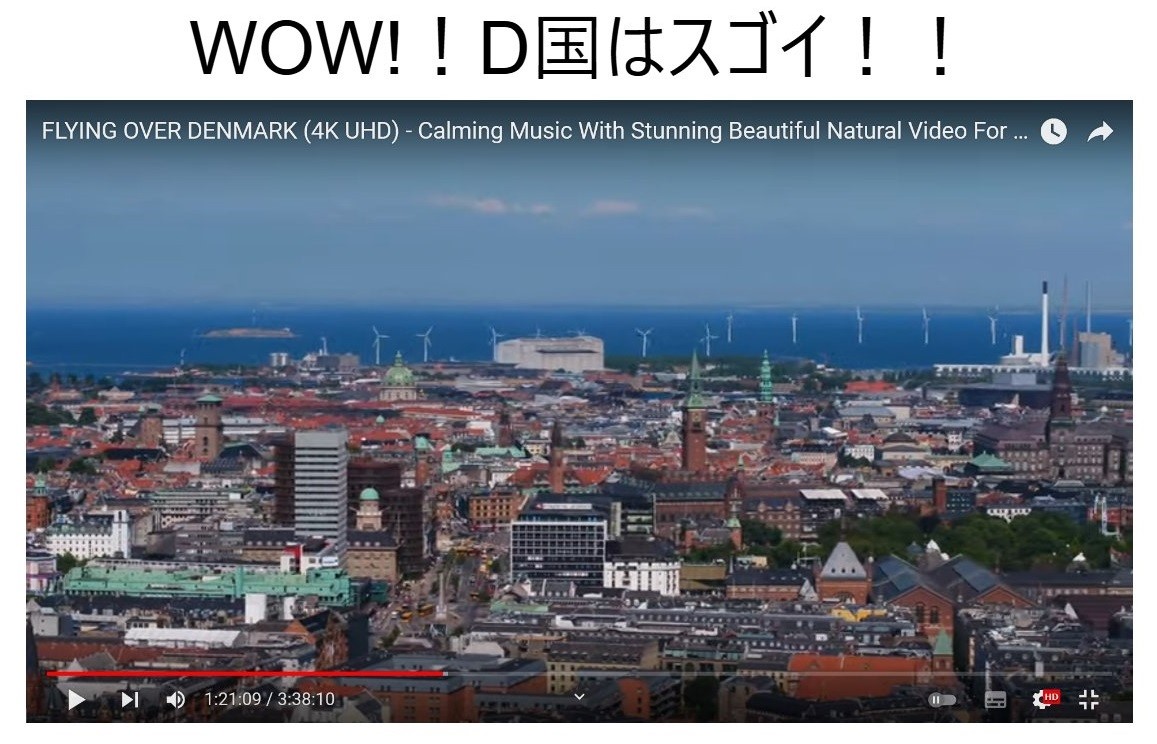 WOW!！D国はスゴイ！！
FLYING OVER DENMARK (4K UHD) - Calming Music With Stunning Beautiful Natural Video For ...
1:21:09 / 3:38:10
HD